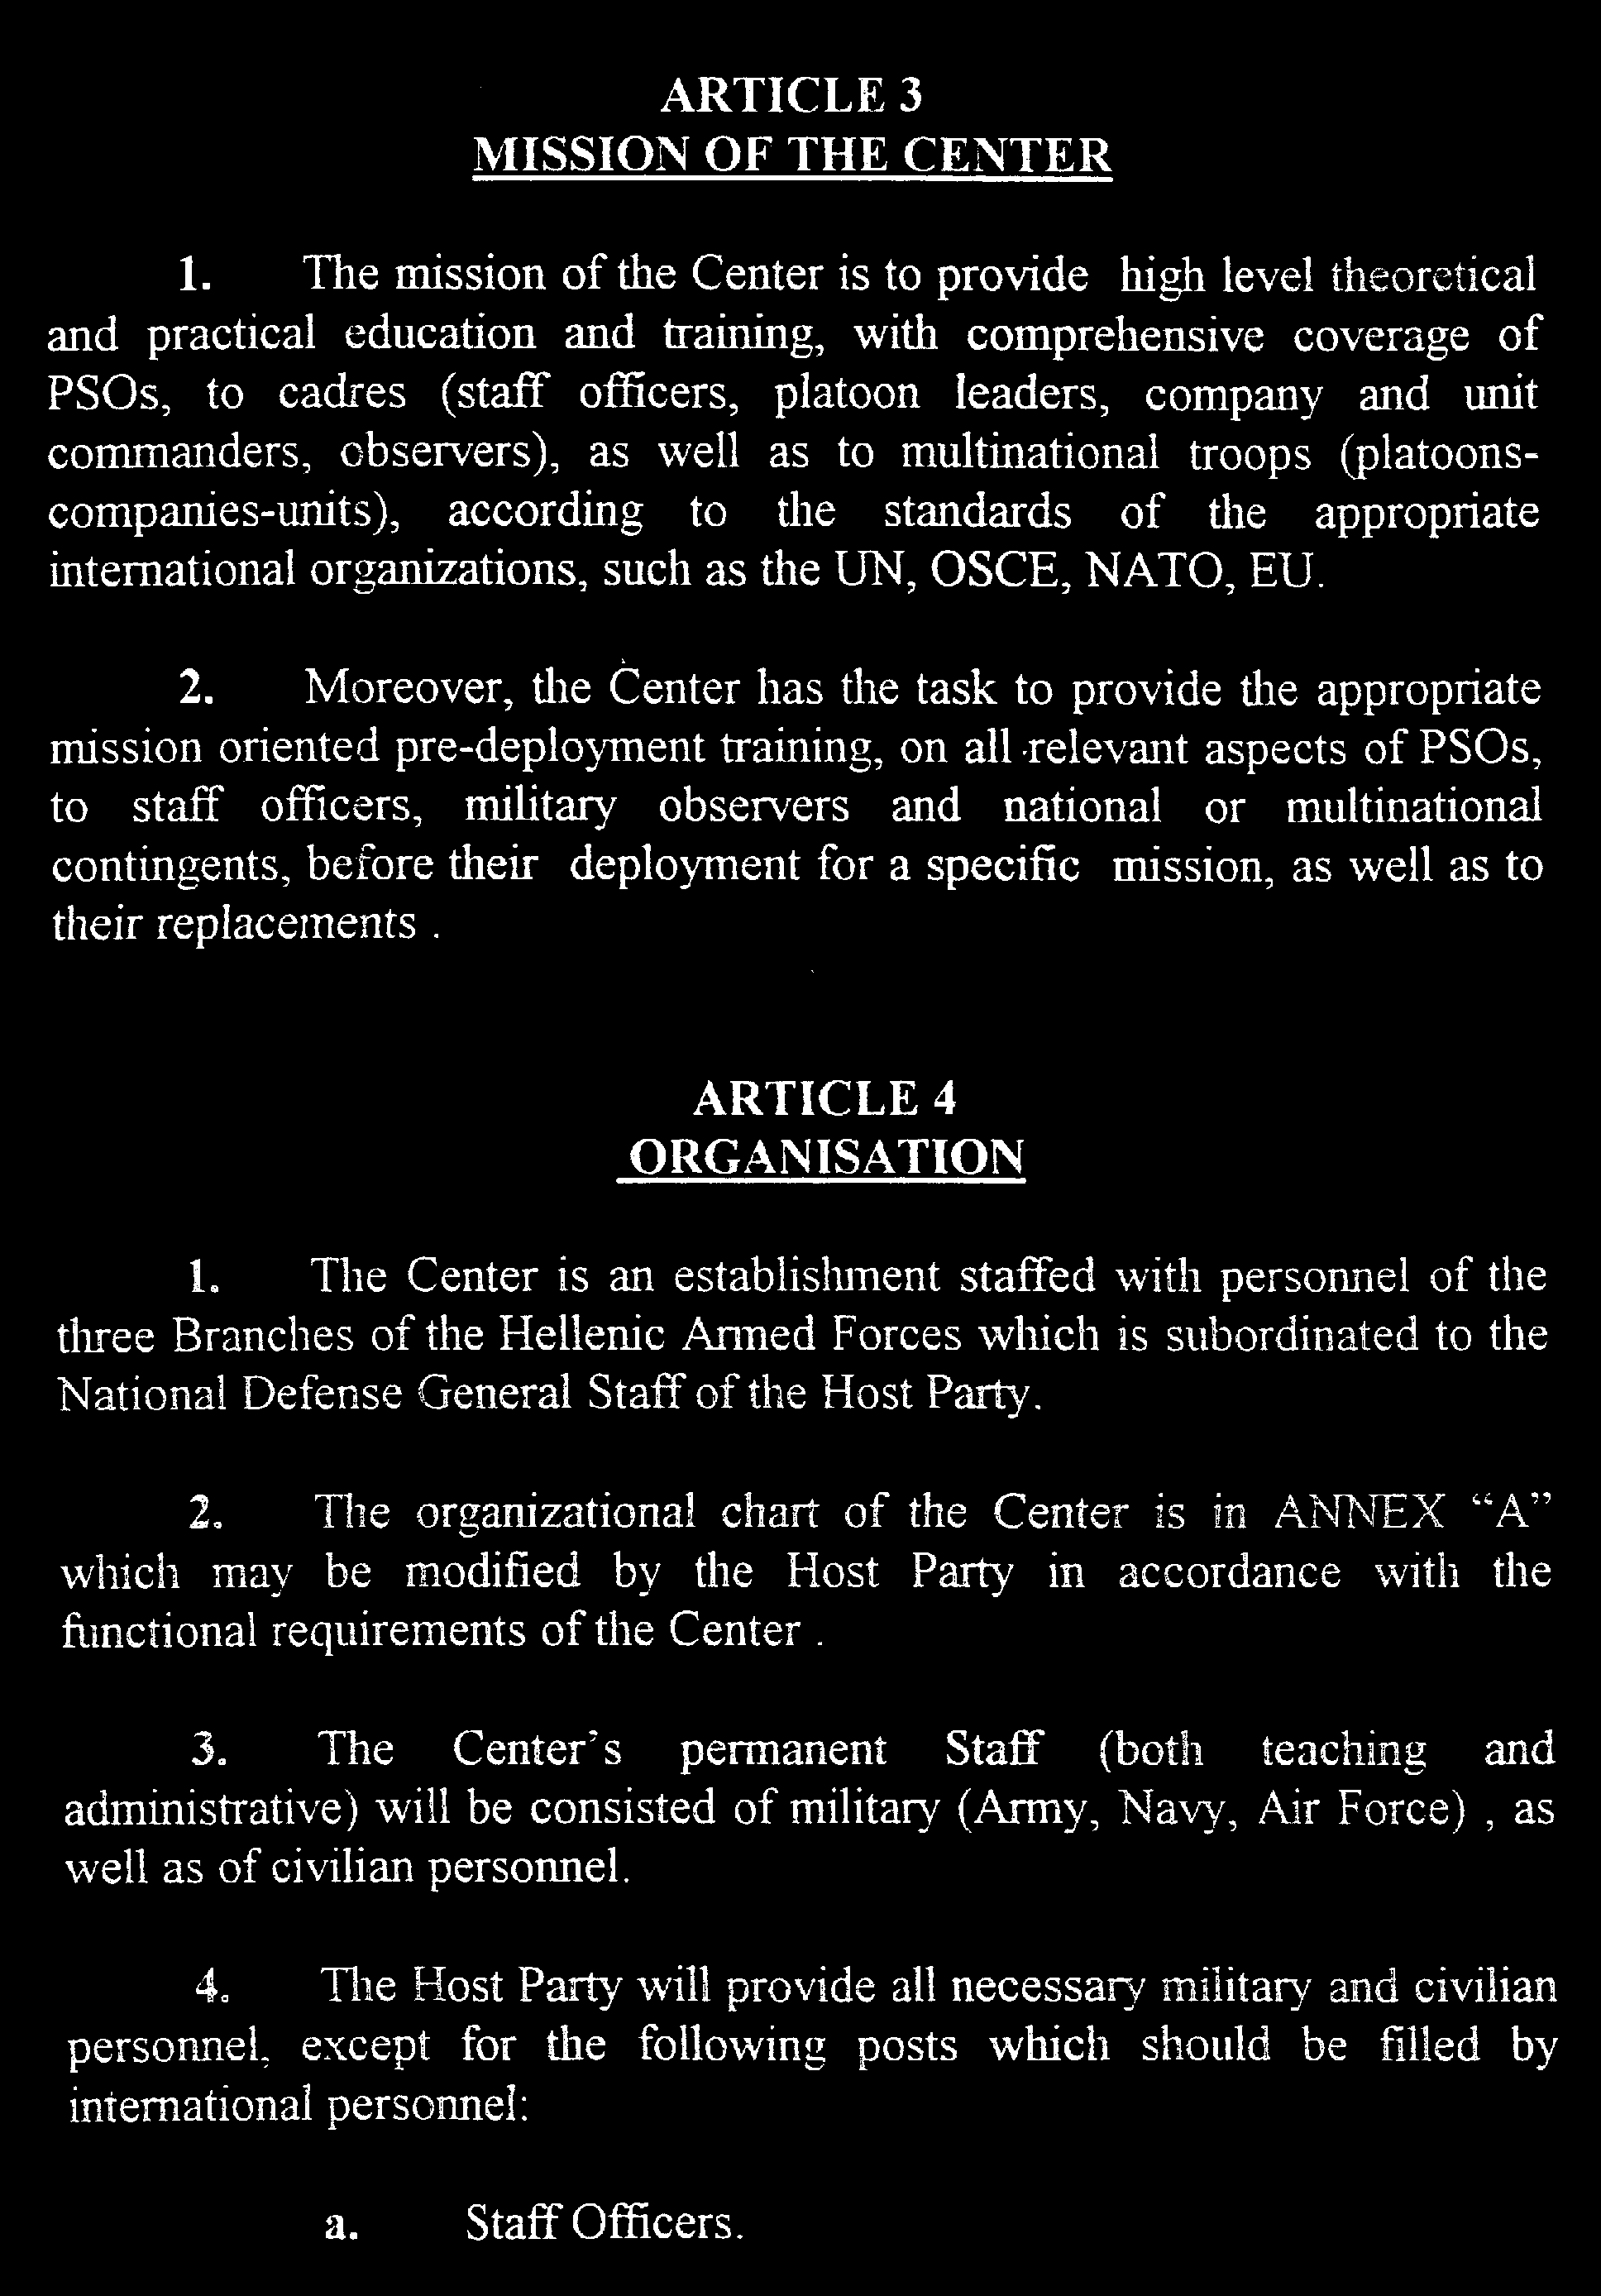 ARTICLE 3
MISSION OF THE CENTER
1. The mission of the Center is to provide high level theoretical
and practical education and training, with comprehensive coverage of
PSOs, to cadres (staff officers, platoon leaders, company and unit
commanders, observers), as well as to multinational troops (platoons-
companies-units), according to the standards of the appropriate
international organizations, such as the UN, OSCE, NATO, EU.
2. Moreover, the Center has the task to provide the appropriate
mission oriented pre-deployment training, on all relevant aspects of PSOs,
to staff officers, military observers and national or multinational
contingents, before their deployment for a specific mission, as well as to
their replacements .
ARTICLE 4
ORGANISATION
1. The Center is an establishment staffed with personnel of the
three Branches of the Hellenic Armed Forces which is subordinated to the
National Defense General Staff of the Host Party.
2. The organizational chart of the Center is in ANNEX “A”
which may be modified by the Host Party in accordance with the
functional requirements of the Center .
3. The Center's permanent Staff (both teaching and
administrative) will be consisted of military (Army, Navy, Air Force) , as
well as of civilian personnel.
4. The Host Party will provide all necessary military and civilian
personnel, except for the following posts which should be filled by
international personnel:
a. Staff Officers.